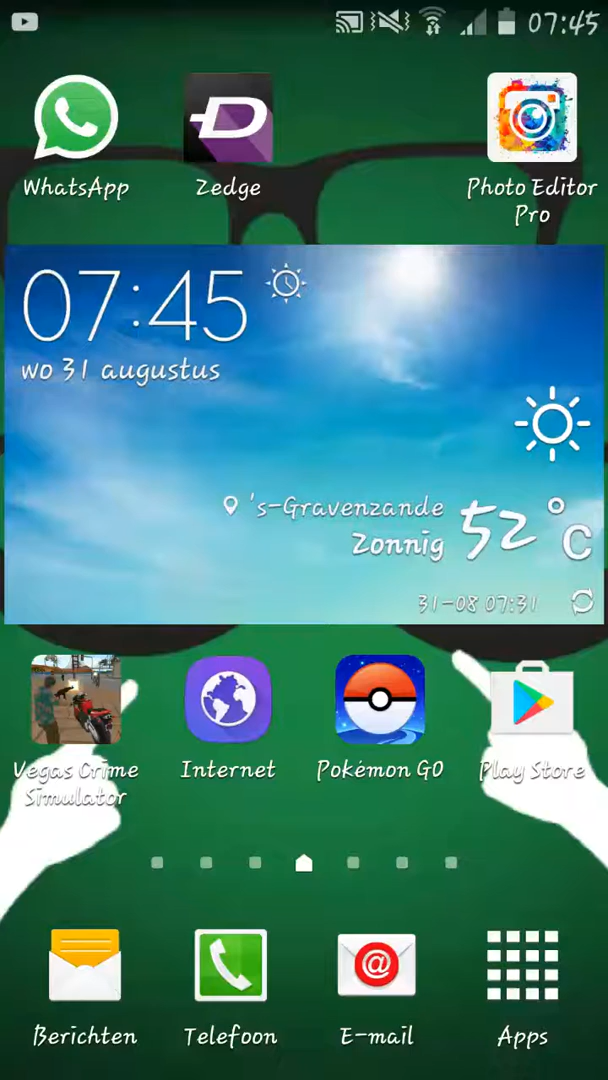 07:45
WhatsApp
Zedge
Photo Editor
Pro
07:45
wo 31 augustus
's-Gravenzande
Zonnig
52°C
31-08 07:31
Vegas Crime
Simulator
Internet
Pokémon GO
Play Store
Berichten
Telefoon
E-mail
Apps